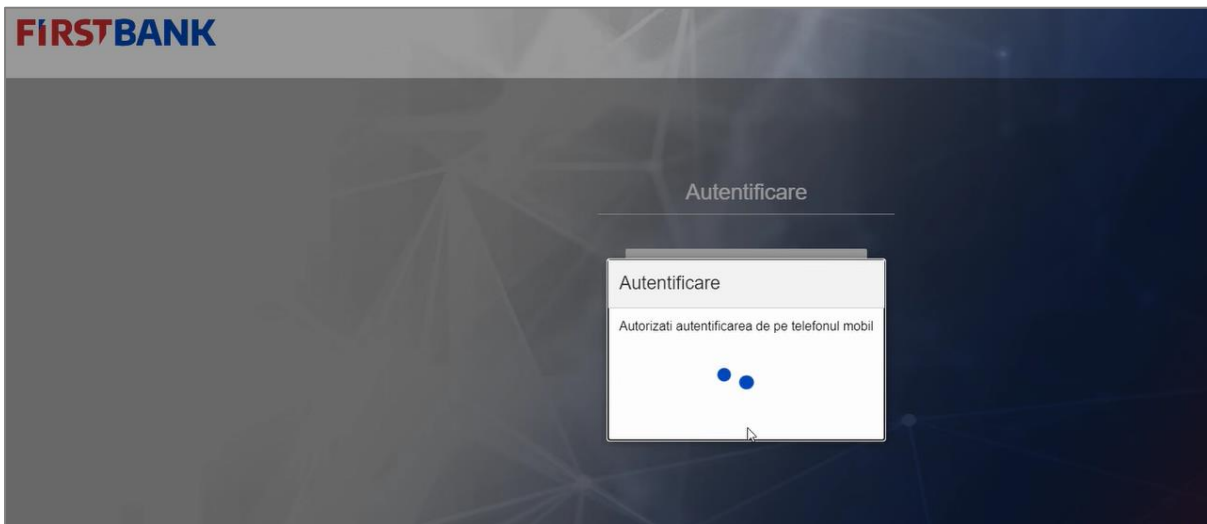 FIRSTBANK
Autentificare
Autentificare
Autorizati autentificarea de pe telefonul mobil